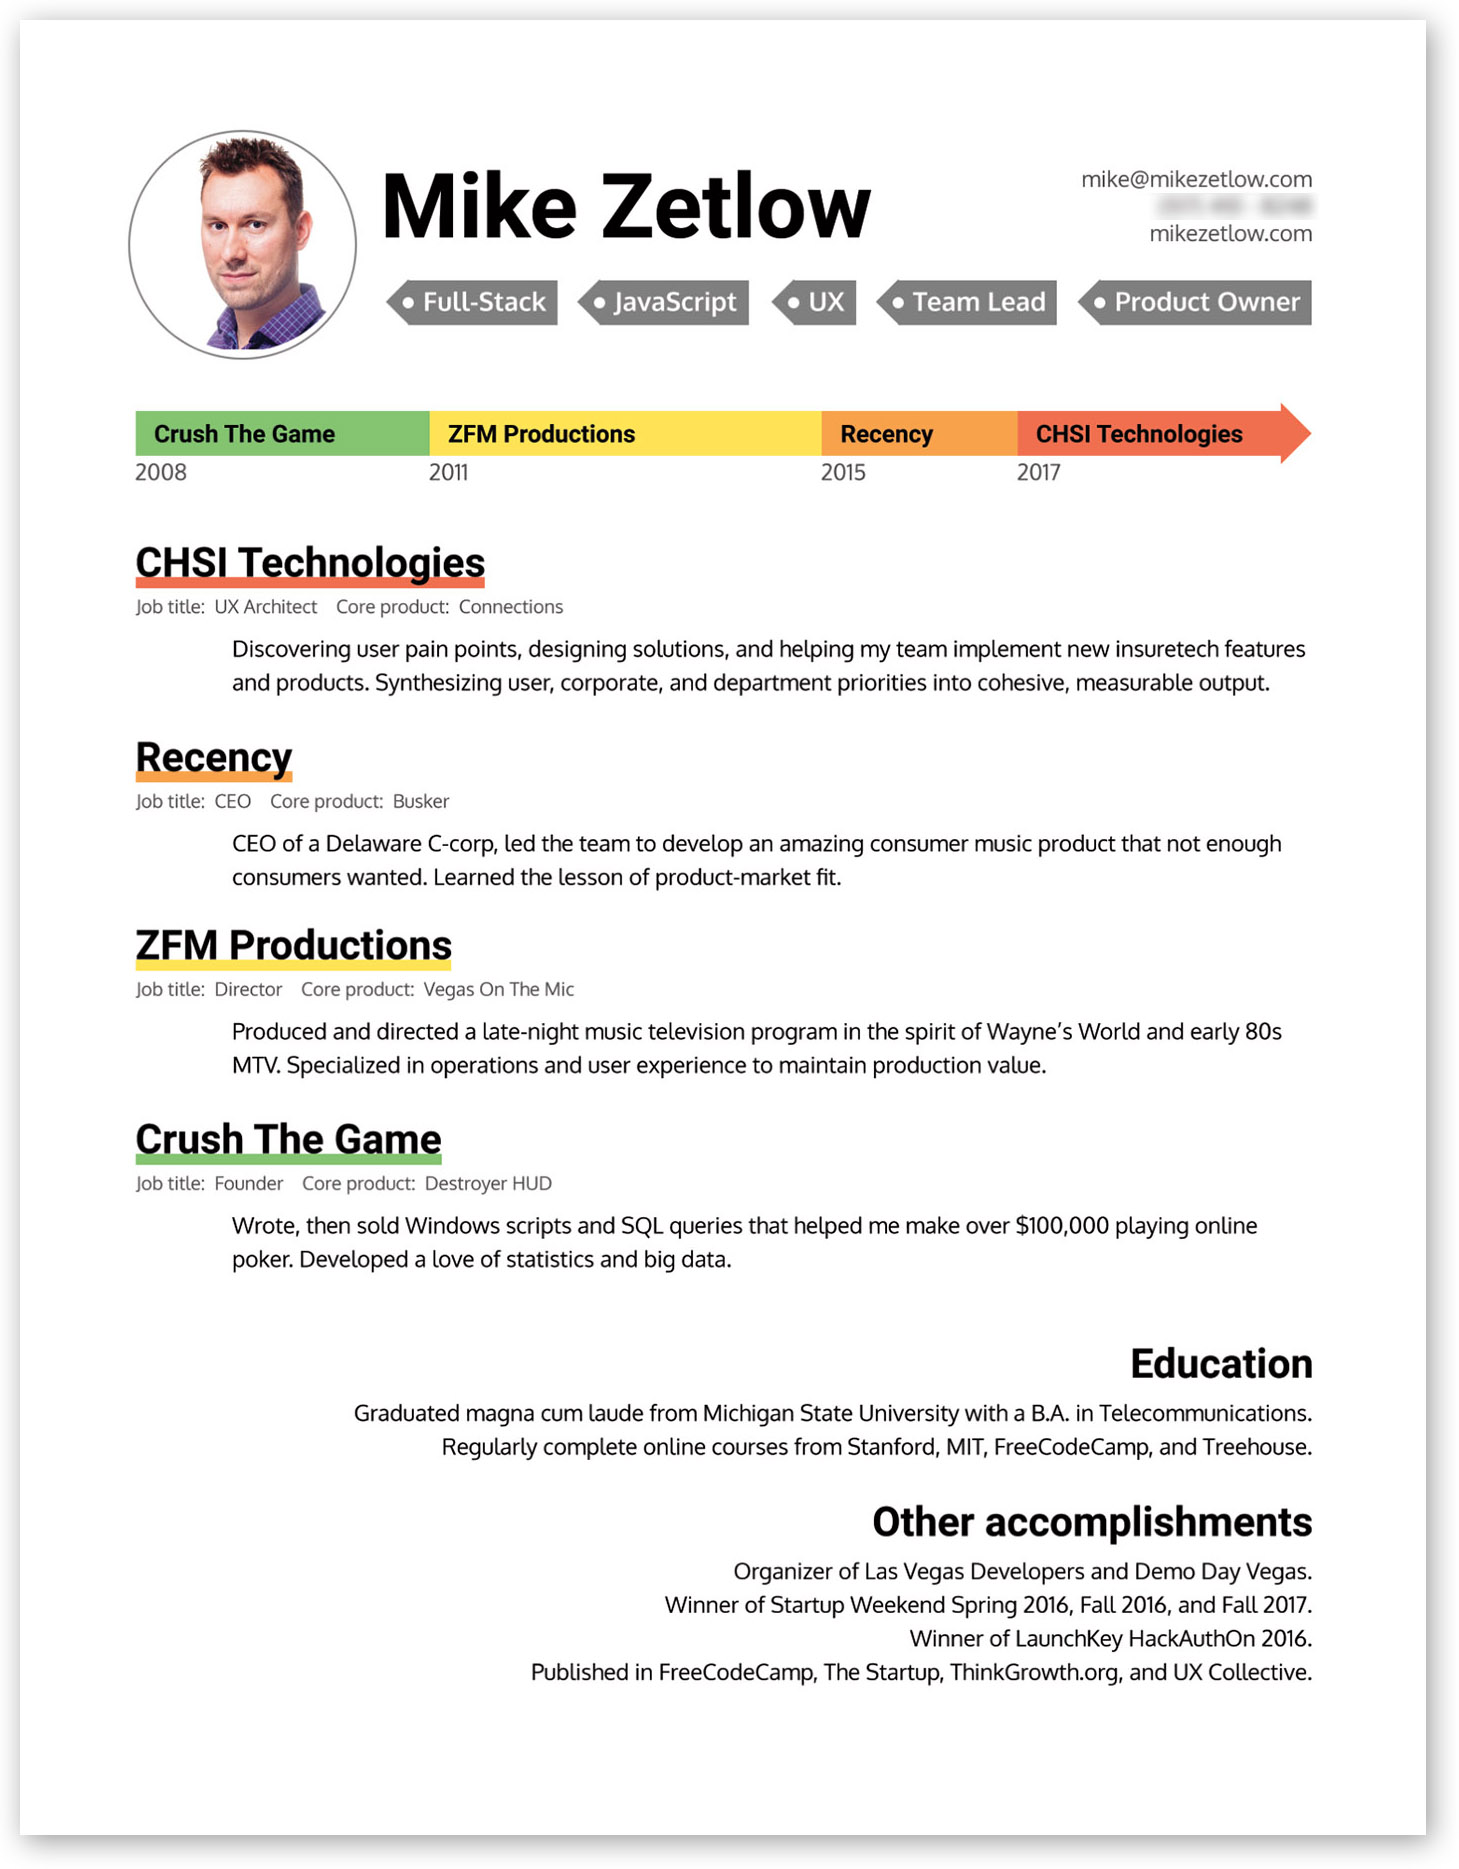 Mike Zetlow
mike@mikezetlow.com
mikezetlow.com
Full-Stack
JavaScript
UX
Team Lead
Product Owner
Crush The Game
ZFM Productions
Recency
CHSI Technologies
2008
2011
2015
2017
CHSI Technologies
Job title: UX Architect Core product: Connections
Discovering user pain points, designing solutions, and helping my team implement new insuretech features
and products. Synthesizing user, corporate, and department priorities into cohesive, measurable output.
Recency
Job title: CEO Core product: Busker
CEO of a Delaware C-corp, led the team to develop an amazing consumer music product that not enough
consumers wanted. Learned the lesson of product-market fit.
ZFM Productions
Job title: Director Core product: Vegas On The Mic
Produced and directed a late-night music television program in the spirit of Wayne’s World and early 80s
MTV. Specialized in operations and user experience to maintain production value.
Crush The Game
Job title: Founder Core product: Destroyer HUD
Wrote, then sold Windows scripts and SQL queries that helped me make over $100,000 playing online
poker. Developed a love of statistics and big data.
Education
Graduated magna cum laude from Michigan State University with a B.A. in Telecommunications.
Regularly complete online courses from Stanford, MIT, FreeCodeCamp, and Treehouse.
Other accomplishments
Organizer of Las Vegas Developers and Demo Day Vegas.
Winner of Startup Weekend Spring 2016, Fall 2016, and Fall 2017.
Winner of LaunchKey HackAuthOn 2016.
Published in FreeCodeCamp, The Startup, ThinkGrowth.org, and UX Collective.